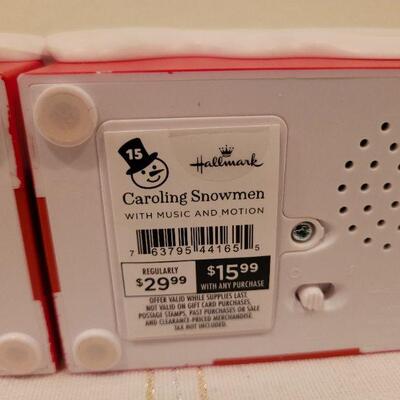 15
Hallmark
Caroling Snowmen
WITH MUSIC AND MOTION
7 63795 44165 5
REGULARLY
$29.99
$15.99
WITH ANY PURCHASE
OFFER VALID WHILE SUPPLIES LAST.
NOT VALID ON GIFT CARD PURCHASES,
POSTAGE STAMPS, PAST PURCHASES OR SALE
AND CLEARANCE-PRICED MERCHANDISE.
TAX NOT INCLUDED.